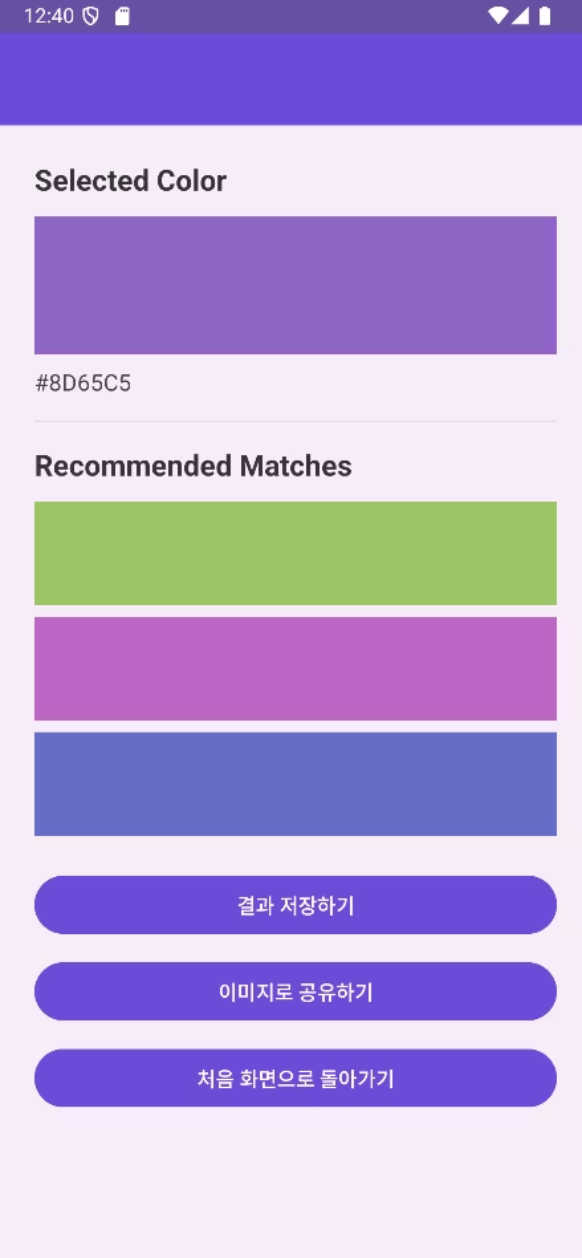 12:40
Selected Color
#8D65C5
Recommended Matches
결과 저장하기
이미지로 공유하기
처음 화면으로 돌아가기